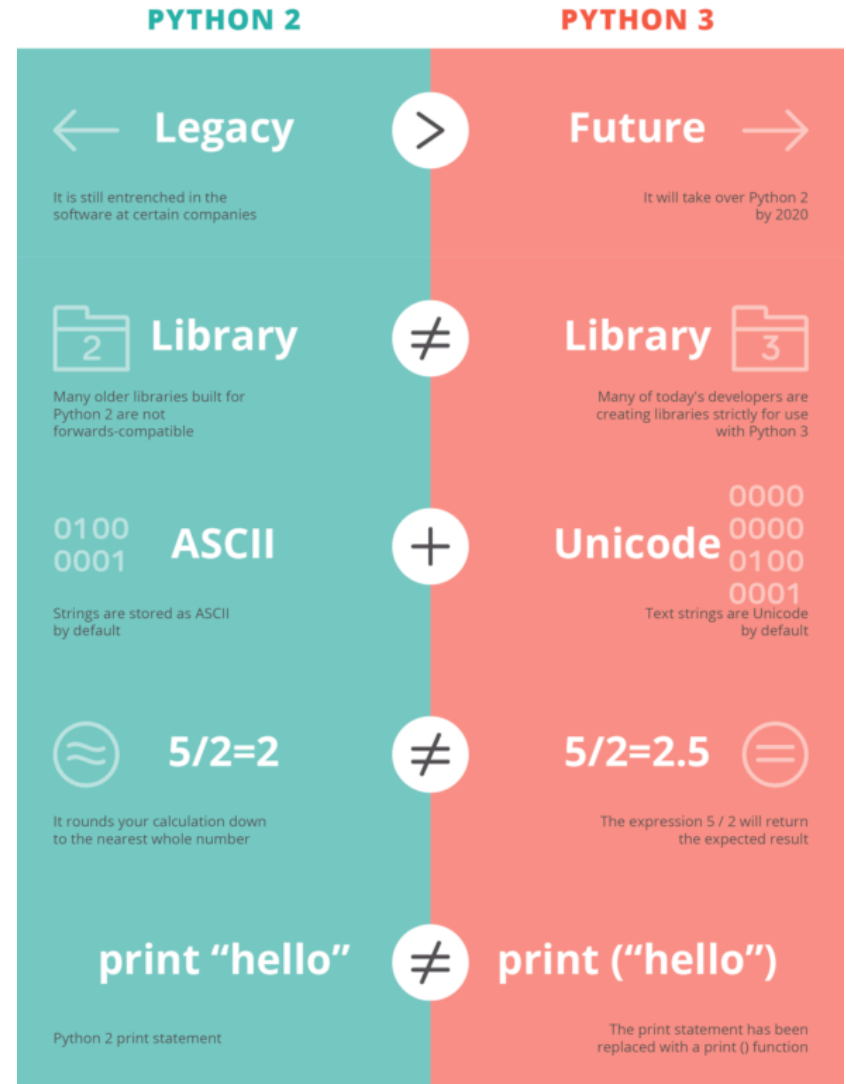 PYTHON 2
PYTHON 3
Legacy
>
Future
It is still entrenched in the
software at certain companies
It will take over Python 2
by 2020
2
Library
≠
Library
3
Many older libraries built for
Python 2 are not
forwards-compatible
Many of today's developers are
creating libraries strictly for use
with Python 3
0100
0001
ASCII
+
Unicode
0000
0000
0100
0001
Strings are stored as ASCII
by default
Text strings are Unicode
by default
≈
5/2=2
≠
5/2=2.5
=
It rounds your calculation down
to the nearest whole number
The expression 5 / 2 will return
the expected result
print “hello”
≠
print (“hello”)
Python 2 print statement
The print statement has been
replaced with a print () function